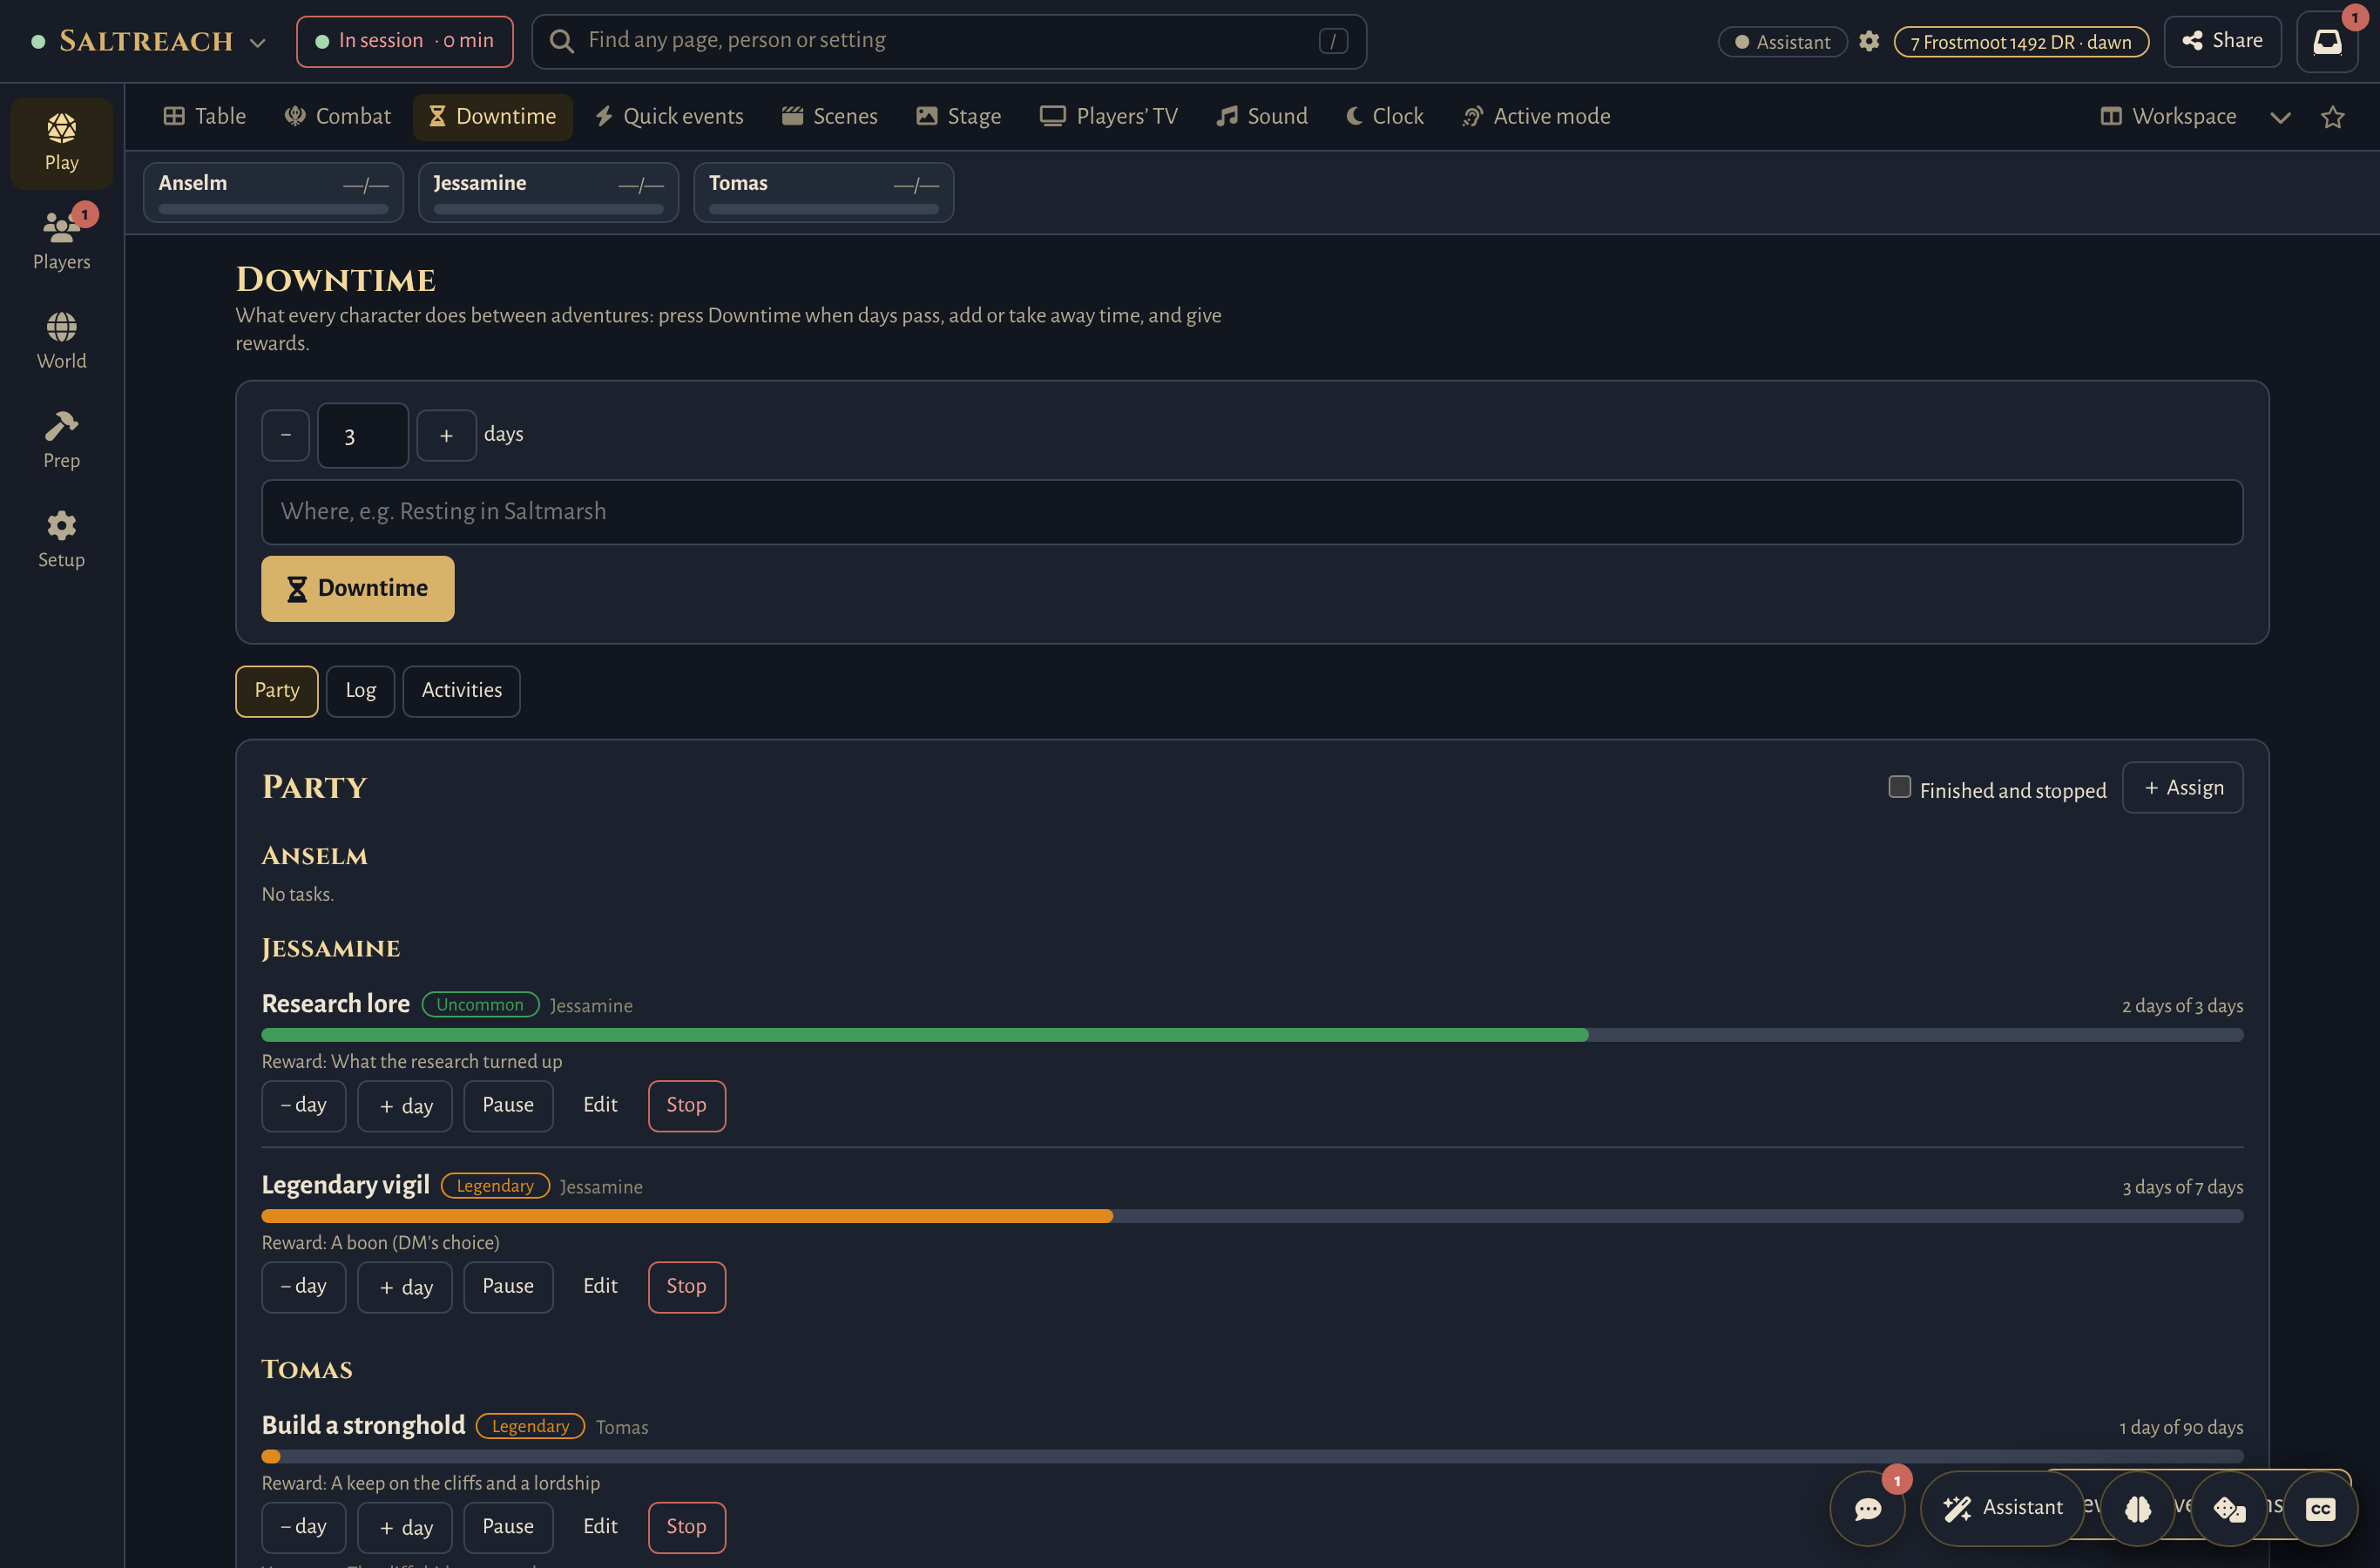 SALTREACH
In session · 0 min
Find any page, person or setting
/
Assistant
7 Frostmoot 1492 DR · dawn
Share
1
Play
1
Players
World
Prep
Setup
Table
Combat
Downtime
Quick events
Scenes
Stage
Players’ TV
Sound
Clock
Active mode
Workspace
Anselm —/—
Jessamine —/—
Tomas —/—
DOWNTIME
What every character does between adventures: press Downtime when days pass, add or take away time, and give
rewards.
− 3 + days
Where, e.g. Resting in Saltmarsh
Downtime
Party
Log
Activities
PARTY
Finished and stopped
+ Assign
ANSELM
No tasks.
JESSAMINE
Research lore Uncommon Jessamine 2 days of 3 days
Reward: What the research turned up
− day + day Pause Edit Stop
Legendary vigil Legendary Jessamine 3 days of 7 days
Reward: A boon (DM's choice)
− day + day Pause Edit Stop
TOMAS
Build a stronghold Legendary Tomas 1 day of 90 days
Reward: A keep on the cliffs and a lordship
− day + day Pause Edit Stop
1
Assistant
CC